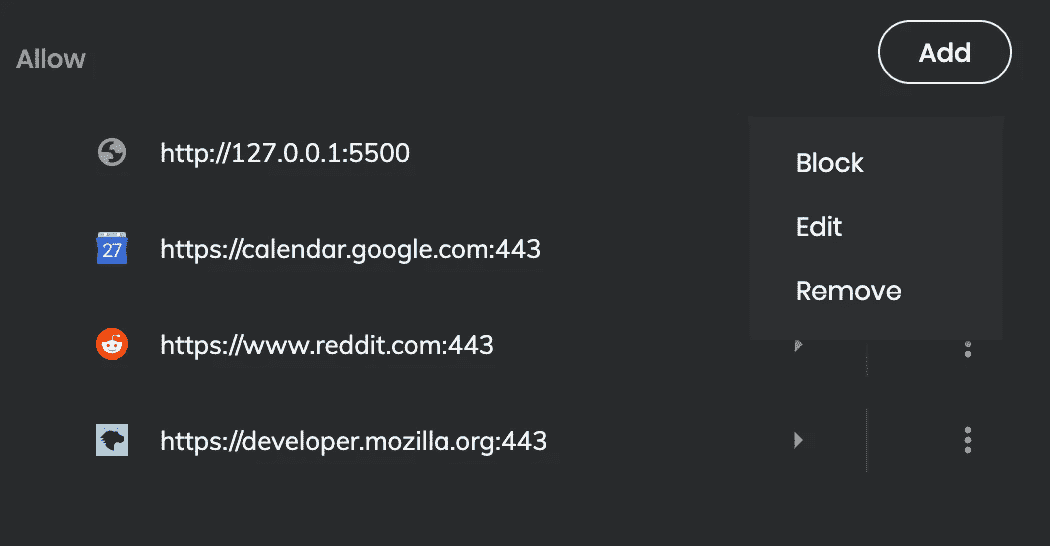 Allow
Add
http://127.0.0.1:5500
Block
Edit
27
https://calendar.google.com:443
Remove
https://www.reddit.com:443
https://developer.mozilla.org:443